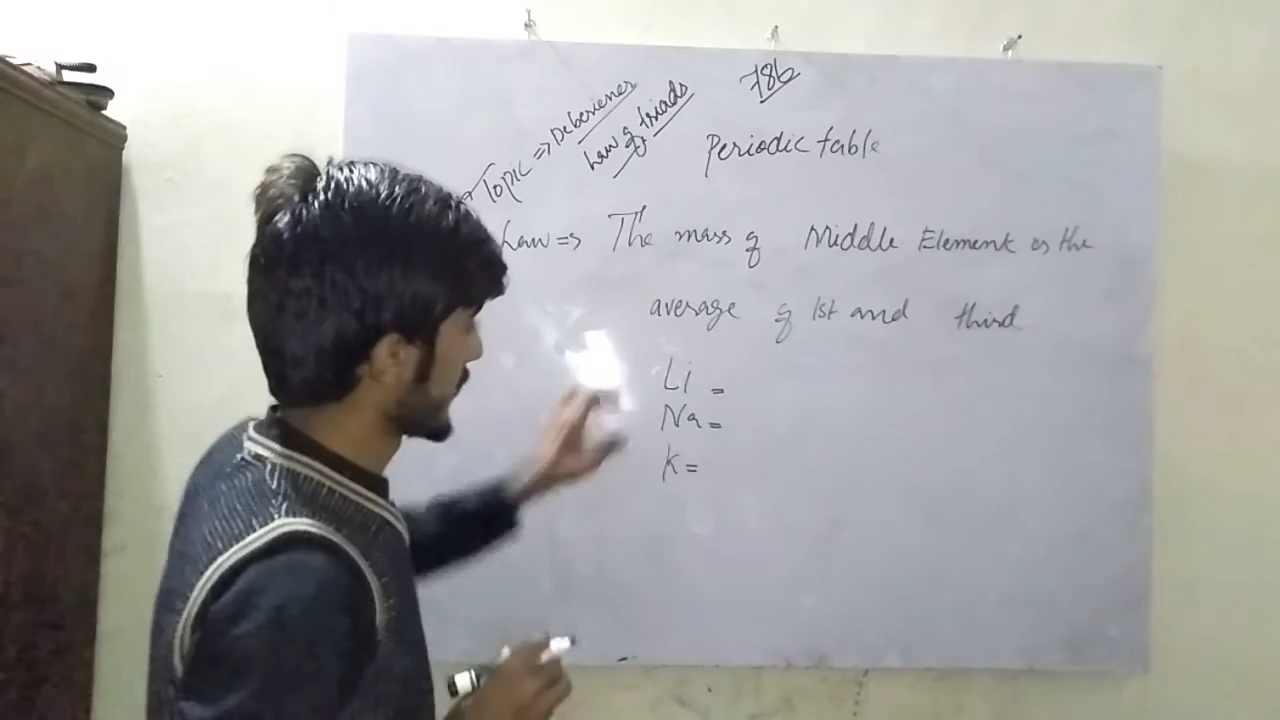 786
Topic => Deberiener
Law of triads
Periodic table
Law => The mass of Middle Element is the
average of 1st and third
Li =
Na =
K =